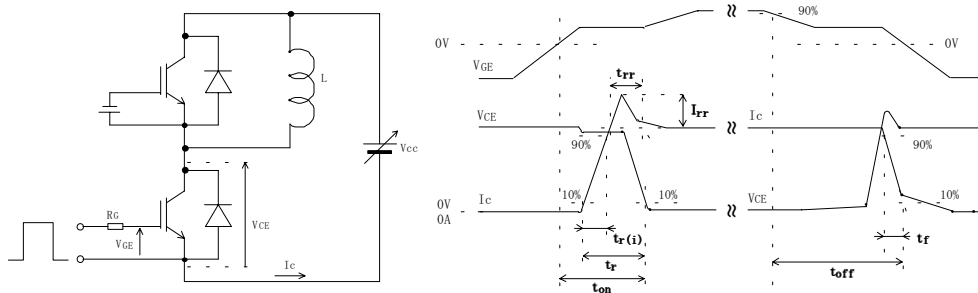 L
Vcc
RG
VGE
VCE
Ic
0V
VGE
90%
0V
trr
Irr
VCE
90%
Ic
90%
0V
0A
Ic
10%
10%
VCE
10%
tr(i)
tr
ton
tf
toff